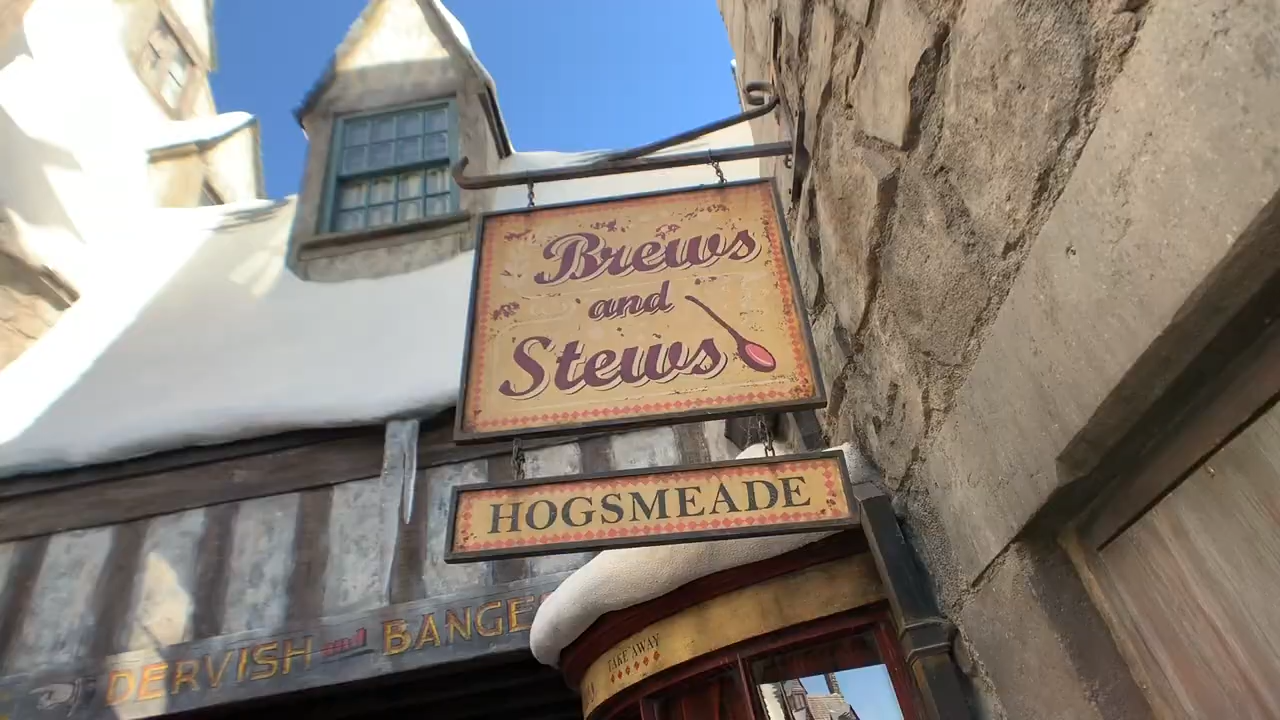 Brews
and
Stews
HOGSMEADE
DERVISH and BANGES
TAKE AWAY